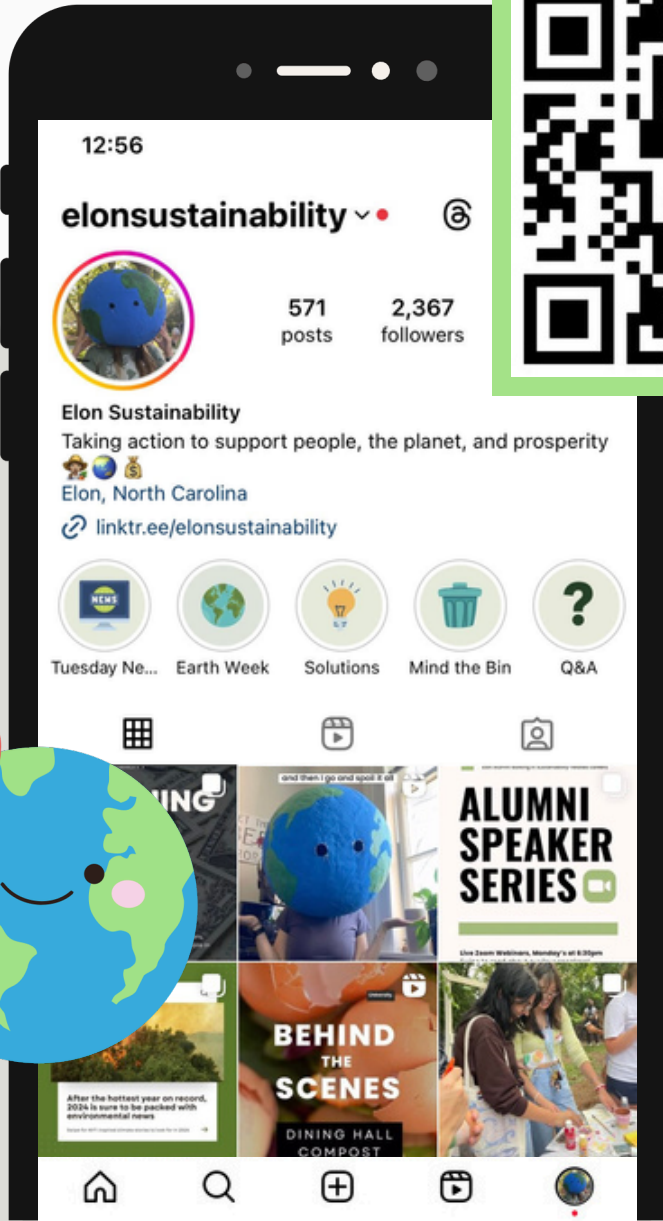 12:56
elonsustainability
571
posts
2,367
followers
Elon Sustainability
Taking action to support people, the planet, and prosperity
Elon, North Carolina
linktr.ee/elonsustainability
NEWS
Tuesday Ne...
Earth Week
Solutions
Mind the Bin
?
Q&A
ING
and then I go and spoil it all
ALUMNI
SPEAKER
SERIES
Live Zoom Webinars, Monday's at 6:30pm
After the hottest year on record,
2024 is sure to be packed with
environmental news
BEHIND
THE
SCENES
DINING HALL
COMPOST